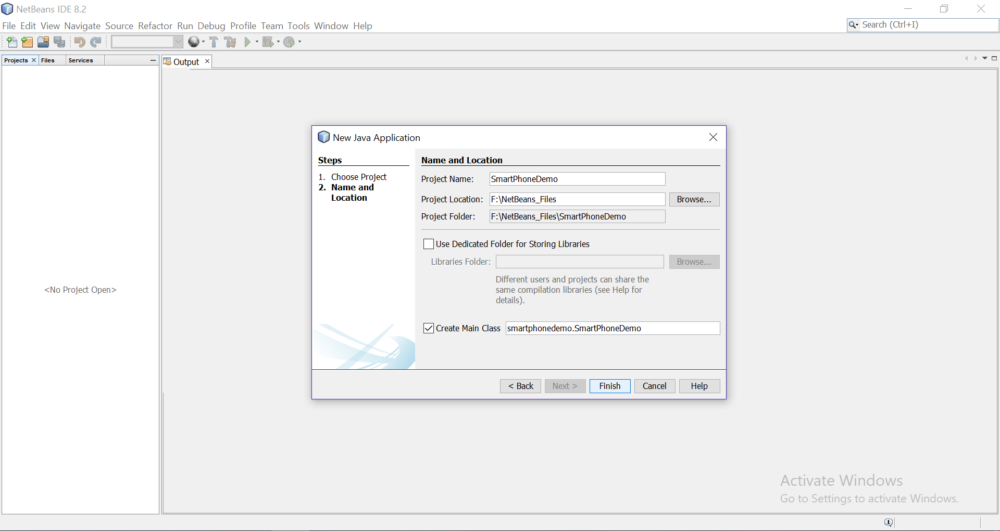 NetBeans IDE 8.2
File Edit View Navigate Source Refactor Run Debug Profile Team Tools Window Help
Search (Ctrl+I)
Projects Files Services
Output
New Java Application
Steps
1. Choose Project
2. Name and
Location
Name and Location
Project Name: SmartPhoneDemo
Project Location: F:\NetBeans_Files Browse...
Project Folder: F:\NetBeans_Files\SmartPhoneDemo
Use Dedicated Folder for Storing Libraries
Libraries Folder: Browse...
Different users and projects can share the
same compilation libraries (see Help for
details).
Create Main Class smartphonedemo.SmartPhoneDemo
< Back Next > Finish Cancel Help
<No Project Open>
Activate Windows
Go to Settings to activate Windows.
1